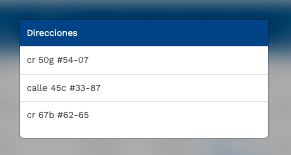 Direcciones
cr 50g #54-07
calle 45c #33-87
cr 67b #62-65